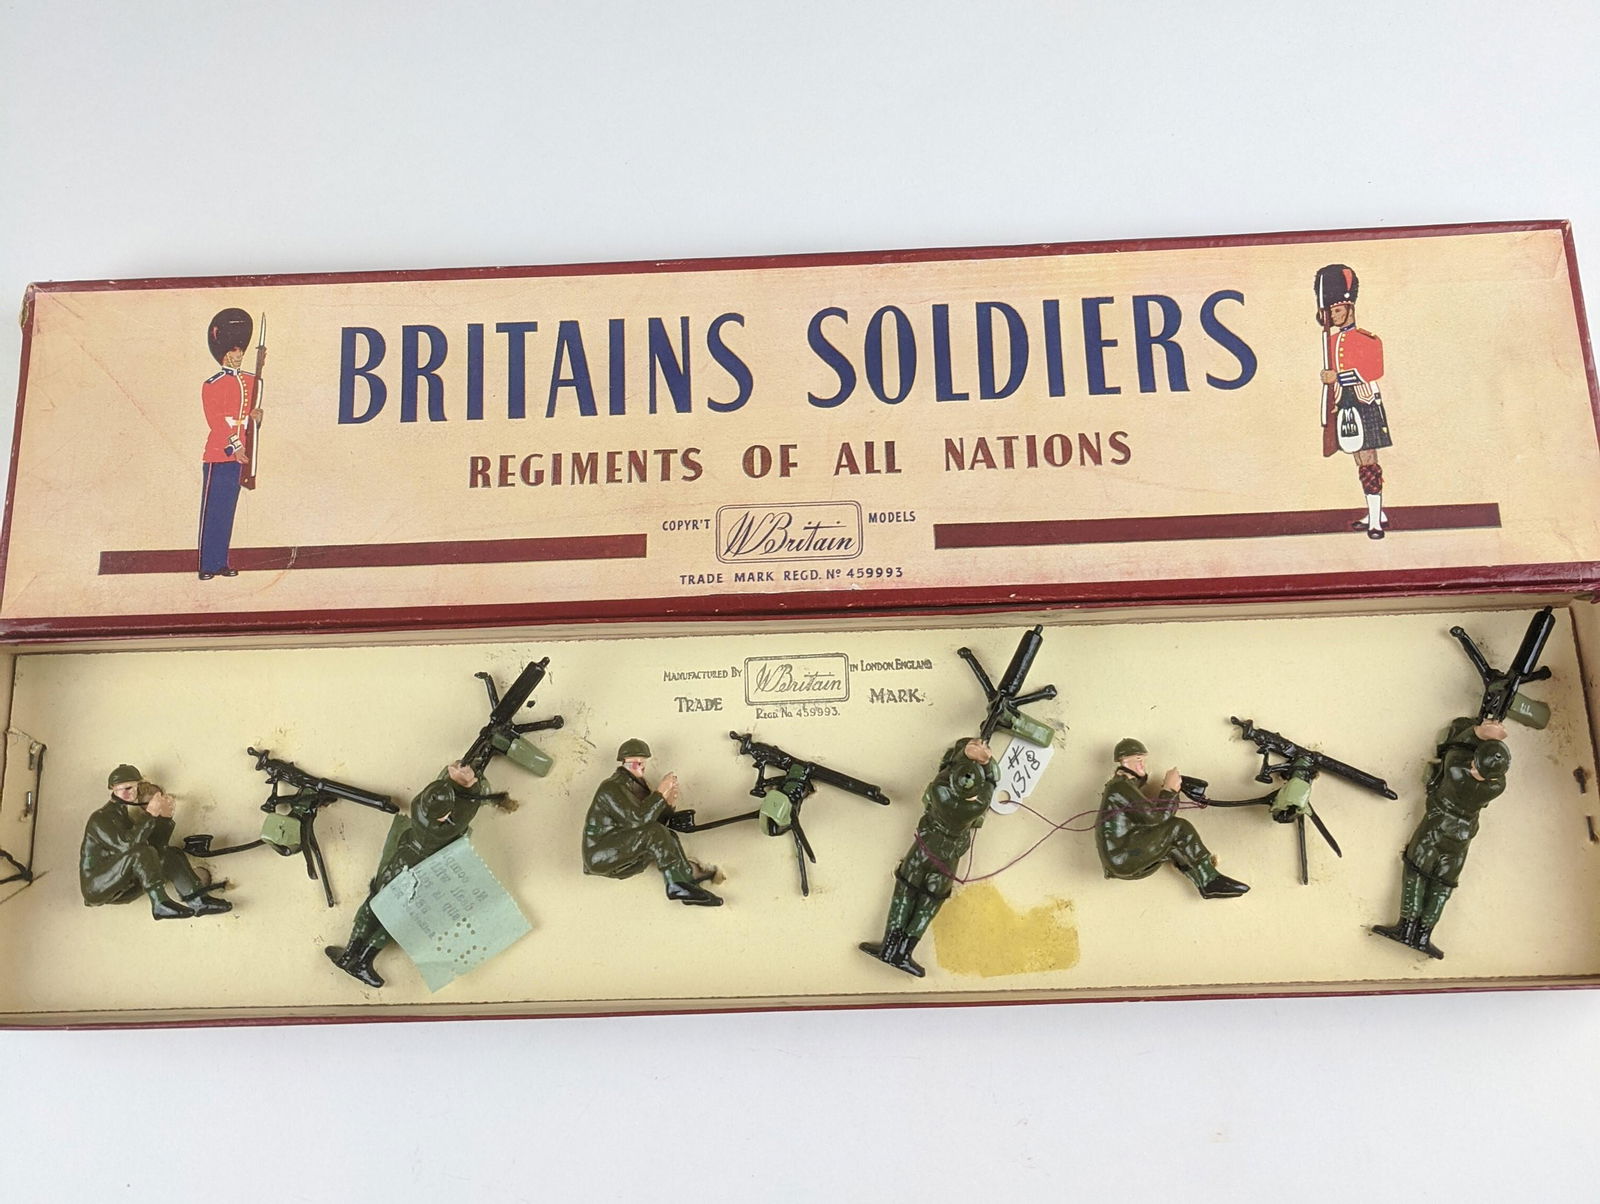 BRITAINS SOLDIERS
REGIMENTS OF ALL NATIONS
COPYR'T W Britain MODELS
TRADE MARK REGD. Nº 459993
MANUFACTURED BY W Britain IN LONDON.ENGLAND
TRADE MARK.
REGD No 459993.
#1318